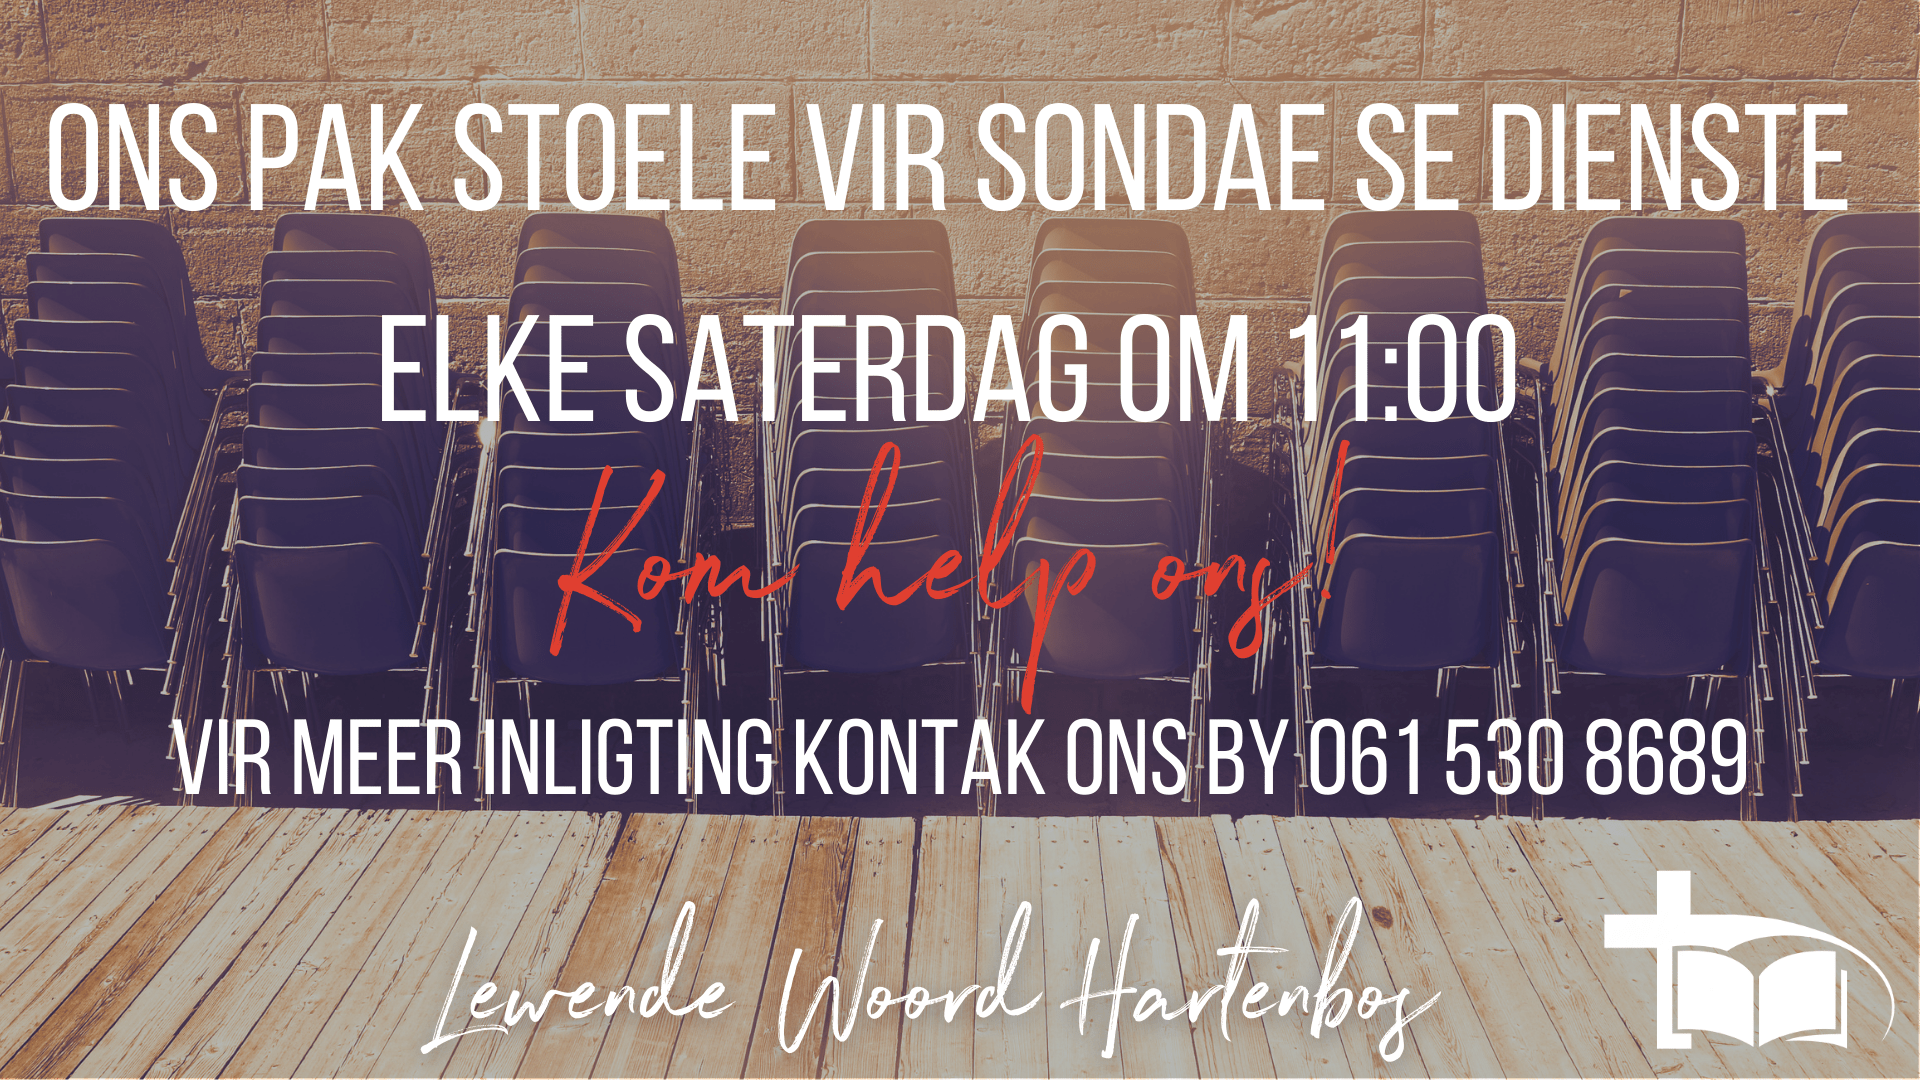 ONS PAK STOELE VIR SONDAE SE DIENSTE
ELKE SATERDAG OM 11:00
Kom help ons!
VIR MEER INLIGTING KONTAK ONS BY 061 530 8689
Lewende Woord Hartenbos